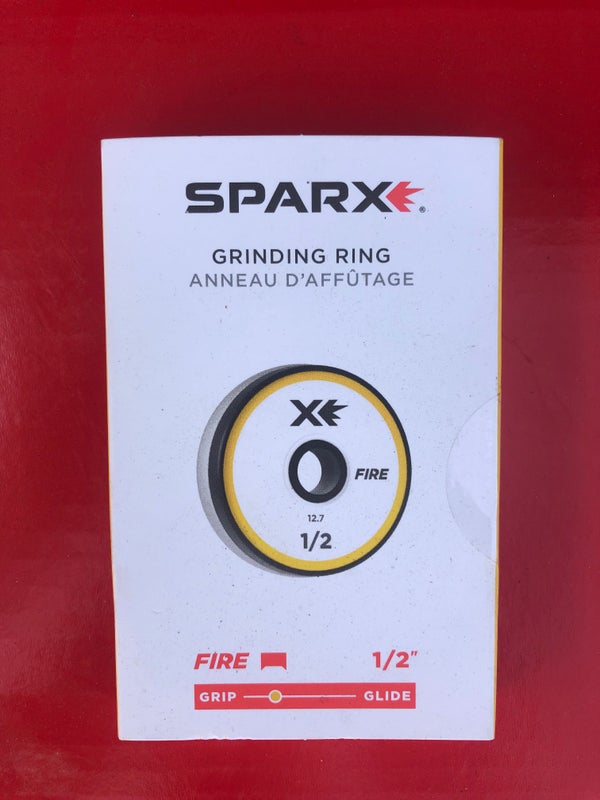 SPARX®
GRINDING RING
ANNEAU D'AFFÛTAGE
X
FIRE
12.7
1/2
FIRE 1/2"
GRIP GLIDE